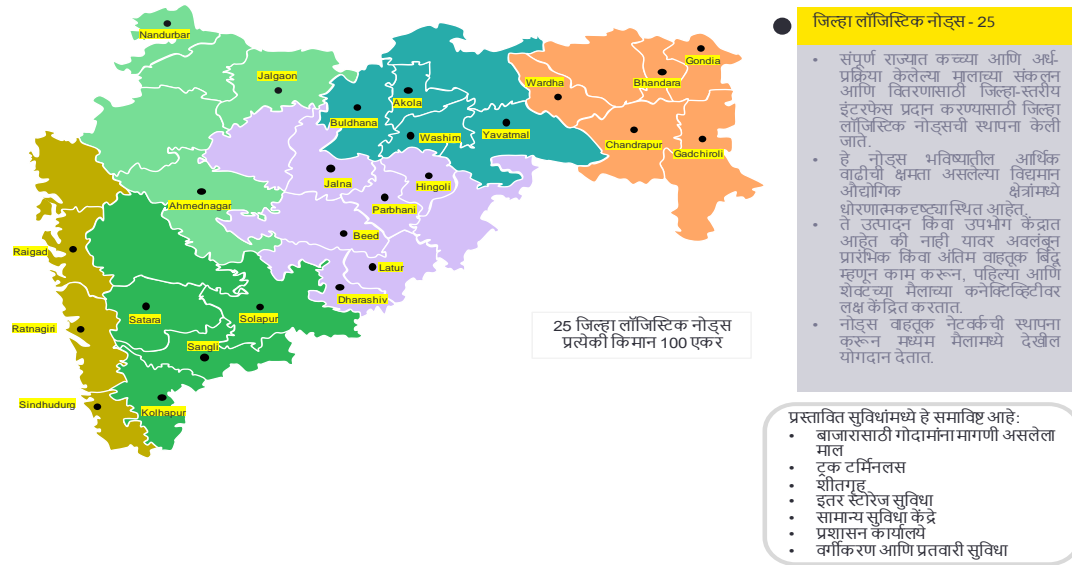 Nandurbar
Jalgaon
Akola
Buldhana
Washim
Yavatmal
Wardha
Bhandara
Gondia
Chandrapur
Gadchiroli
Jalna
Hingoli
Parbhani
Ahmednagar
Beed
Latur
Dharashiv
Raigad
Satara
Solapur
Ratnagiri
Sangli
Sindhudurg
Kolhapur
25 जिल्हा लॉजिस्टिक नोड्स
प्रत्येकी किमान 100 एकर
जिल्हा लॉजिस्टिक नोड्स - 25
• संपूर्ण राज्यात कच्च्या आणि अर्ध-
प्रक्रिया केलेल्या मालाच्या संकलन
आणि वितरणासाठी जिल्हा-स्तरीय
इंटरफेस प्रदान करण्यासाठी जिल्हा
लॉजिस्टिक नोड्सची स्थापना केली
जाते.
• हे नोड्स भविष्यातील आर्थिक
वाढीची क्षमता असलेल्या विद्यमान
औद्योगिक क्षेत्रांमध्ये
धोरणात्मकदृष्ट्यास्थित आहेत.
• ते उत्पादन किंवा उपभोग केंद्रात
आहेत की नाही यावर अवलंबून
प्रारंभिक किंवा अंतिम वाहतूक बिंदू
म्हणून काम करून, पहिल्या आणि
शेवटच्या मैलाच्या कनेक्टिव्हिटीवर
लक्ष केंद्रित करतात.
• नोड्स वाहतूक नेटवर्कची स्थापना
करून मध्यम मैलामध्ये देखील
योगदान देतात.
प्रस्तावित सुविधांमध्ये हे समाविष्ट आहे:
• बाजारासाठी गोदामांना मागणी असलेला
माल
• ट्रक टर्मिनलस
• शीतगृह
• इतर स्टोरेज सुविधा
• सामान्य सुविधा केंद्रे
• प्रशासन कार्यालये
• वर्गीकरण आणि प्रतवारी सुविधा